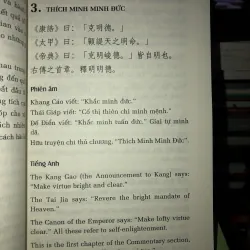 3. THÍCH MINH MINH ĐỨC
《康誥》曰：「克明德。」
《太甲》曰：「顧諟天之明命。」
《帝典》曰：「克明峻德。」皆自明也。
右傳之首章。釋明明德。
Phiên âm
Khang Cáo viết: "Khắc minh đức."
Thái Giáp viết: "Cố thị thiên chi minh mệnh."
Đế Điển viết: "Khắc minh tuấn đức." Giai tự minh
dã.
Hữu truyện chi thủ chương, "Thích Minh Minh Đức".
Tiếng Anh
The Kang Gao (the Announcement to Kang) says:
"Make virtue bright and clear."
The Tai Jia says: "Revere the bright mandate of
Heaven."
The Canon of the Emperor says: "Make lofty virtue
clear." All these refer to self-enlightenment.
This is the first chapter of the Commentary section.